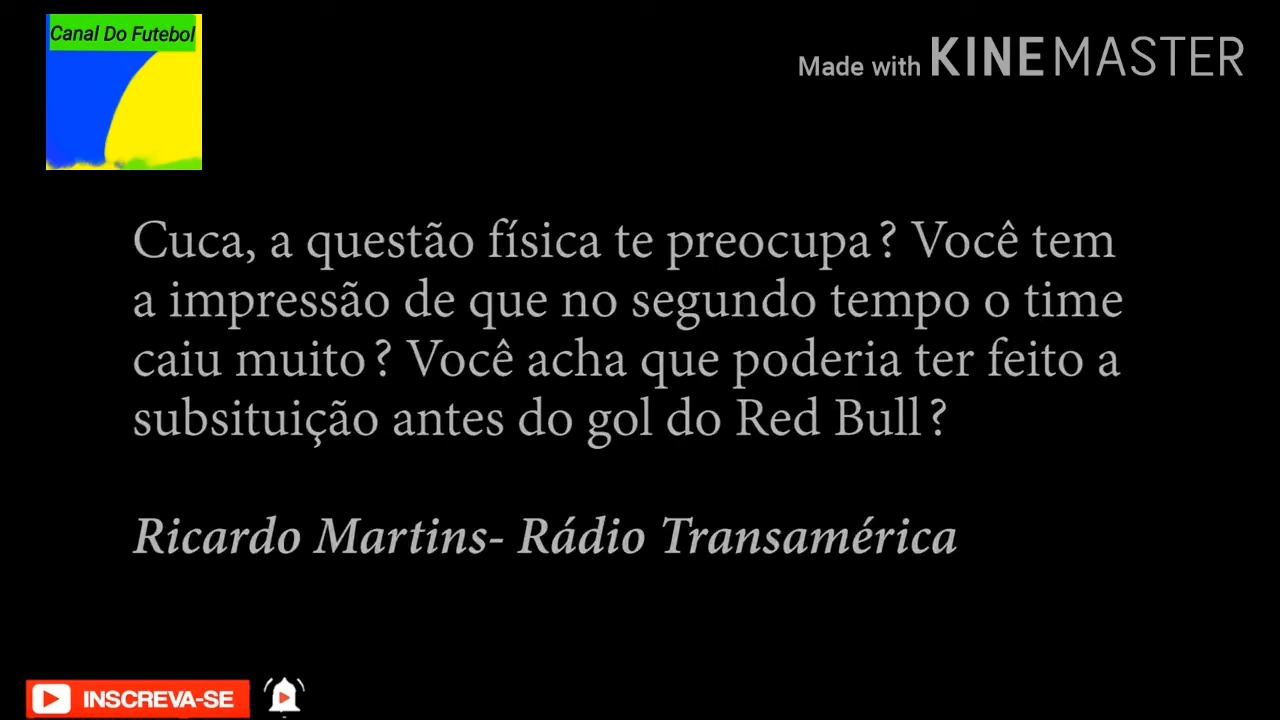 Canal Do Futebol
Made with KINEMASTER
Cuca, a questão física te preocupa? Você tem
a impressão de que no segundo tempo o time
caiu muito? Você acha que poderia ter feito a
subsituição antes do gol do Red Bull?
Ricardo Martins- Rádio Transamérica
INSCREVA-SE